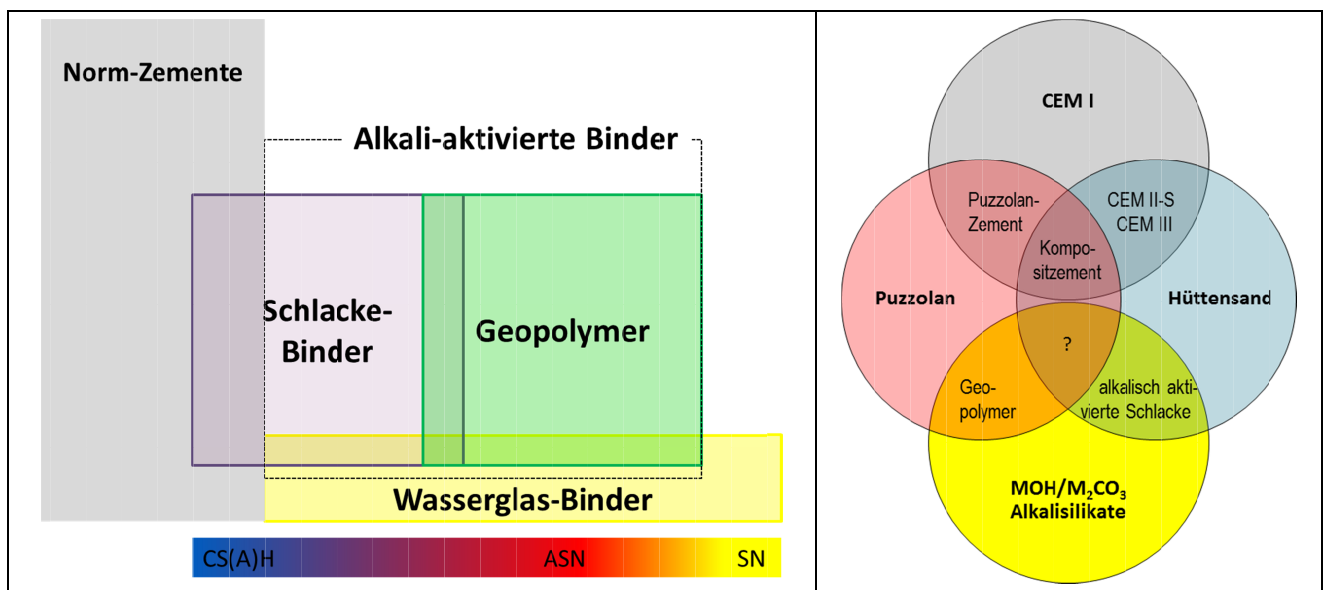 Norm-Zemente
Alkali-aktivierte Binder
Schlacke-
Binder
Geopolymer
Wasserglas-Binder
CS(A)H
ASN
SN
CEM I
Puzzolan-
Zement
CEM II-S
CEM III
Kompo-
sitzement
Puzzolan
Hüttensand
?
Geo-
polymer
alkalisch akti-
vierte Schlacke
MOH/M₂CO₃
Alkalisilikate